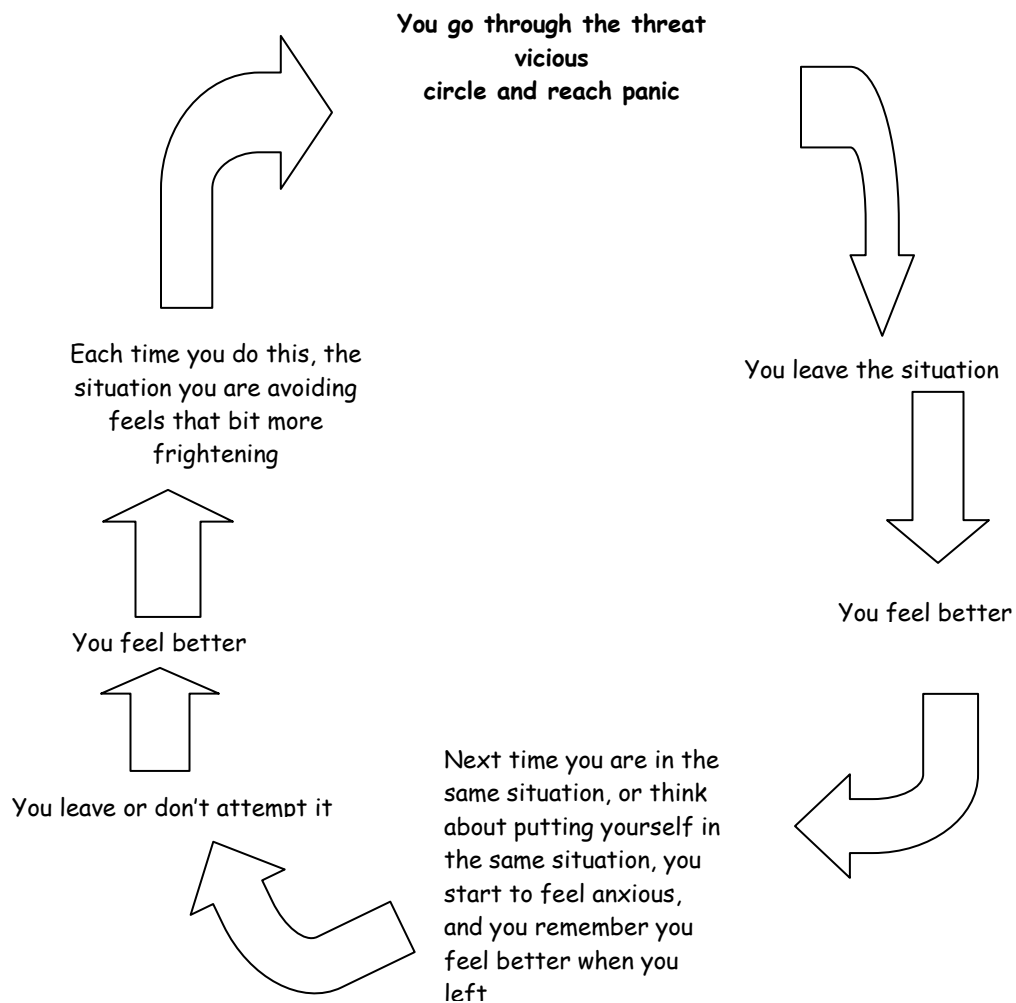 You go through the threat
vicious
circle and reach panic
You leave the situation
You feel better
Next time you are in the
same situation, or think
about putting yourself in
the same situation, you
start to feel anxious,
and you remember you
feel better when you
left
You leave or don't attempt it
You feel better
Each time you do this, the
situation you are avoiding
feels that bit more
frightening